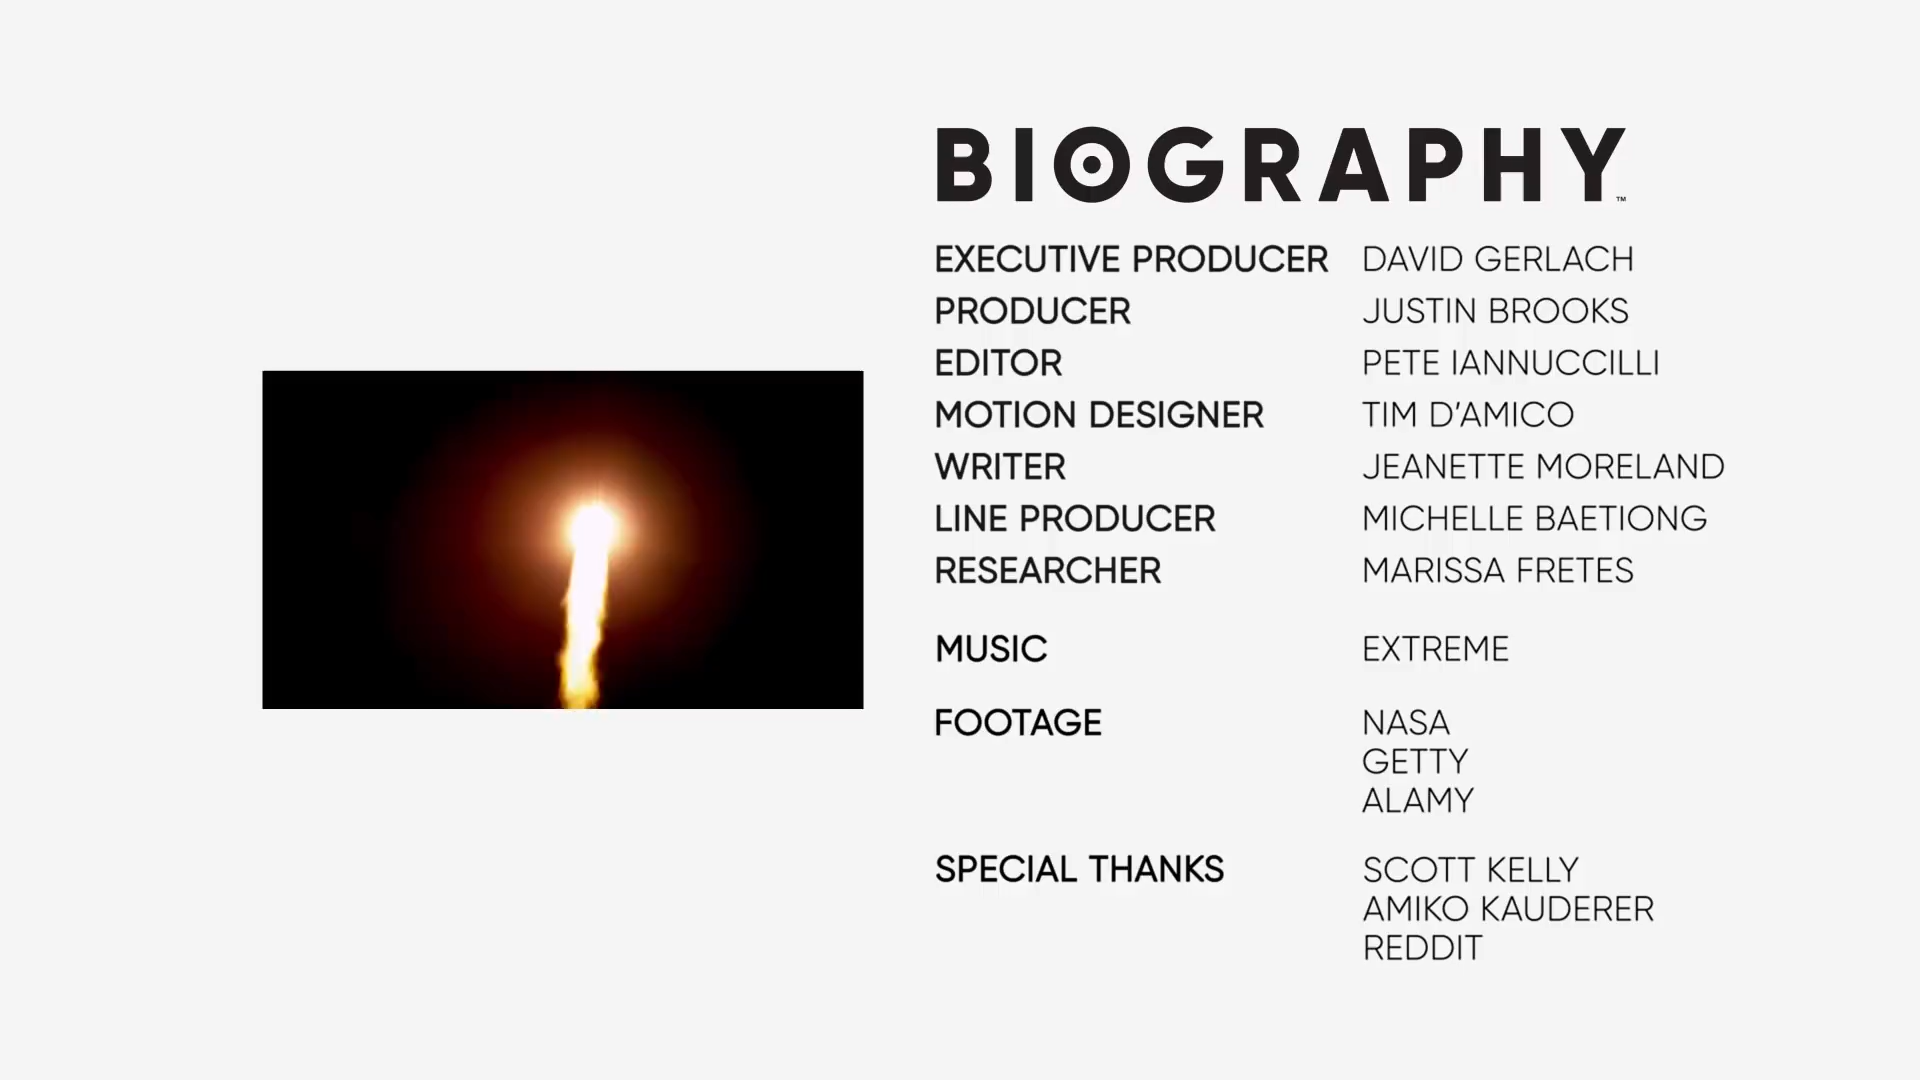 BIOGRAPHY™
EXECUTIVE PRODUCER DAVID GERLACH
PRODUCER JUSTIN BROOKS
EDITOR PETE IANNUCCILLI
MOTION DESIGNER TIM D'AMICO
WRITER JEANETTE MORELAND
LINE PRODUCER MICHELLE BAETIONG
RESEARCHER MARISSA FRETES
MUSIC EXTREME
FOOTAGE NASA
GETTY
ALAMY
SPECIAL THANKS SCOTT KELLY
AMIKO KAUDERER
REDDIT